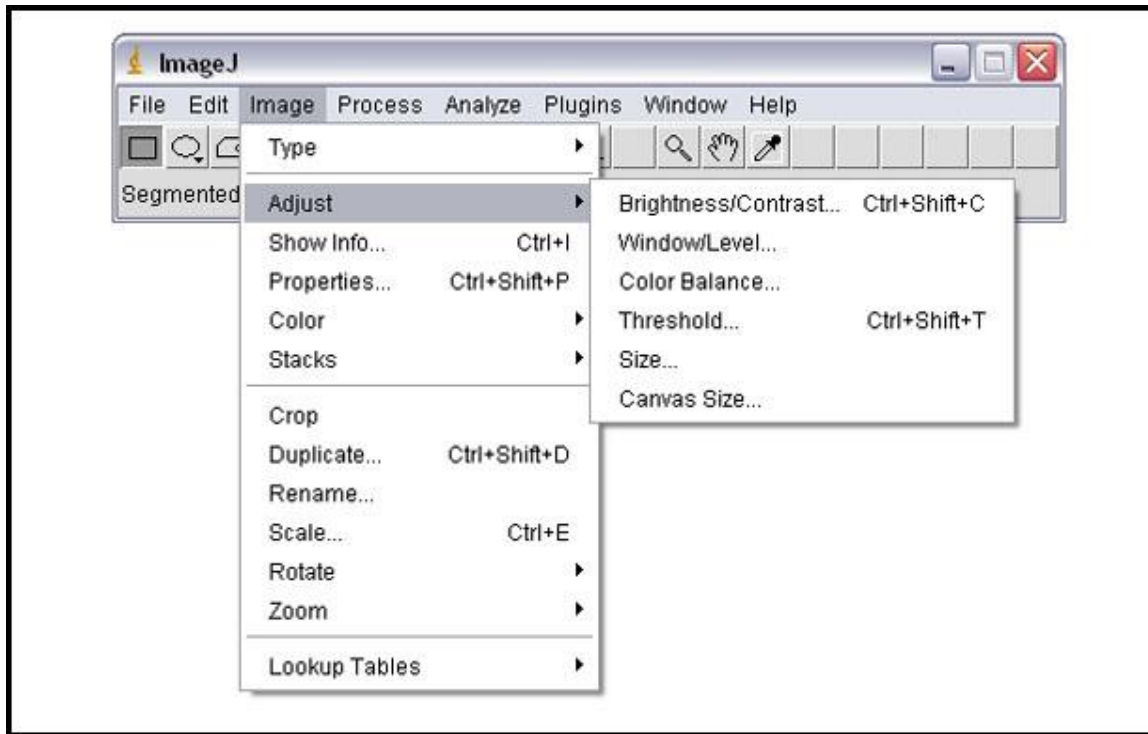 ImageJ
File Edit Image Process Analyze Plugins Window Help
Segmented
Type
Adjust
Show Info... Ctrl+I
Properties... Ctrl+Shift+P
Color
Stacks
Crop
Duplicate... Ctrl+Shift+D
Rename...
Scale... Ctrl+E
Rotate
Zoom
Lookup Tables
Brightness/Contrast... Ctrl+Shift+C
Window/Level...
Color Balance...
Threshold... Ctrl+Shift+T
Size...
Canvas Size...